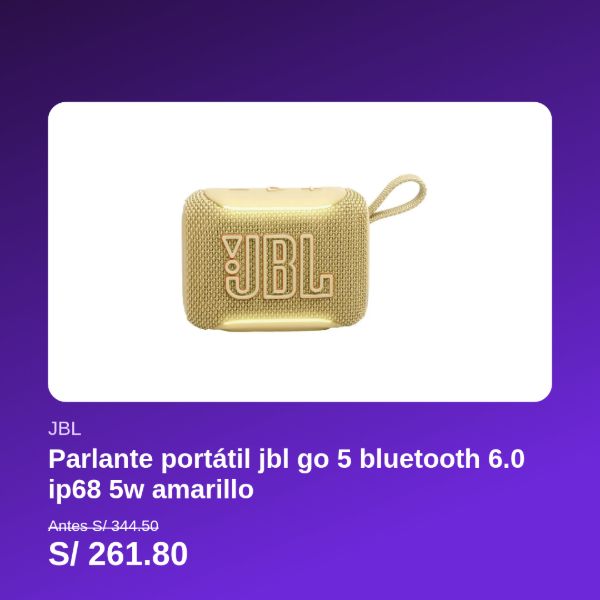 JBL
JBL
Parlante portátil jbl go 5 bluetooth 6.0
ip68 5w amarillo
Antes S/ 344.50
S/ 261.80